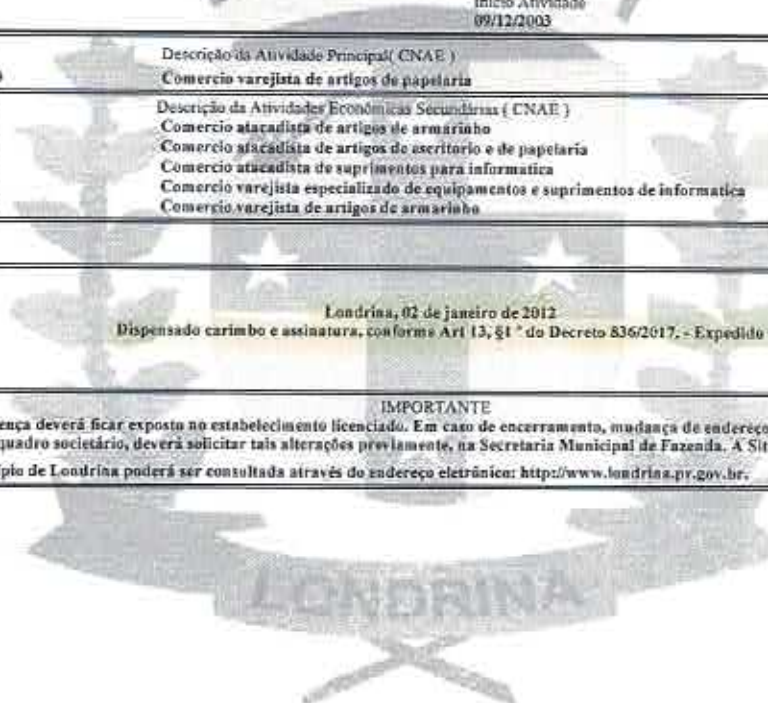 Início Atividade
09/12/2003
Descrição da Atividade Principal( CNAE )
Comercio varejista de artigos de papelaria
Descrição da Atividades Econômicas Secundárias ( CNAE )
Comercio atacadista de artigos de armarinho
Comercio atacadista de artigos de escritorio e de papelaria
Comercio atacadista de suprimentos para informatica
Comercio varejista especializado de equipamentos e suprimentos de informatica
Comercio varejista de artigos de armarinho
Londrina, 02 de janeiro de 2012
Dispensado carimbo e assinatura, conforme Art 13, §1 º do Decreto 836/2017. - Expedido
IMPORTANTE
ença deverá ficar exposto no estabelecimento licenciado. Em caso de encerramento, mudança de endereço
quadro societário, deverá solicitar tais alterações previamente, na Secretaria Municipal de Fazenda. A Sit
ípio de Londrina poderá ser consultada através do endereço eletrônico: http://www.londrina.pr.gov.br.
LONDRINA